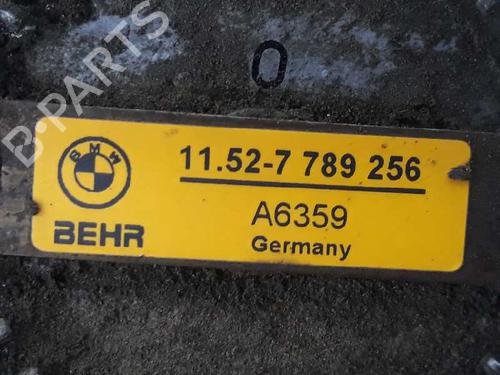 B-PARTS
0
BMW
11.52-7 789 256
BEHR
A6359
Germany